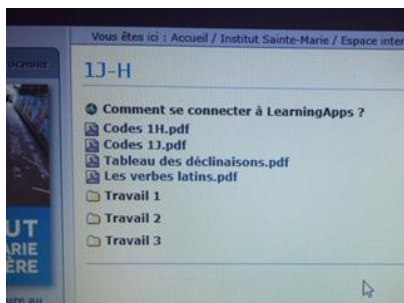 Vous êtes ici : Accueil / Institut Sainte-Marie / Espace inter
1J-H
Comment se connecter à LearningApps ?
Codes 1H.pdf
Codes 1J.pdf
Tableau des déclinaisons.pdf
Les verbes latins.pdf
Travail 1
Travail 2
Travail 3
UT
ARIE
ÈRE